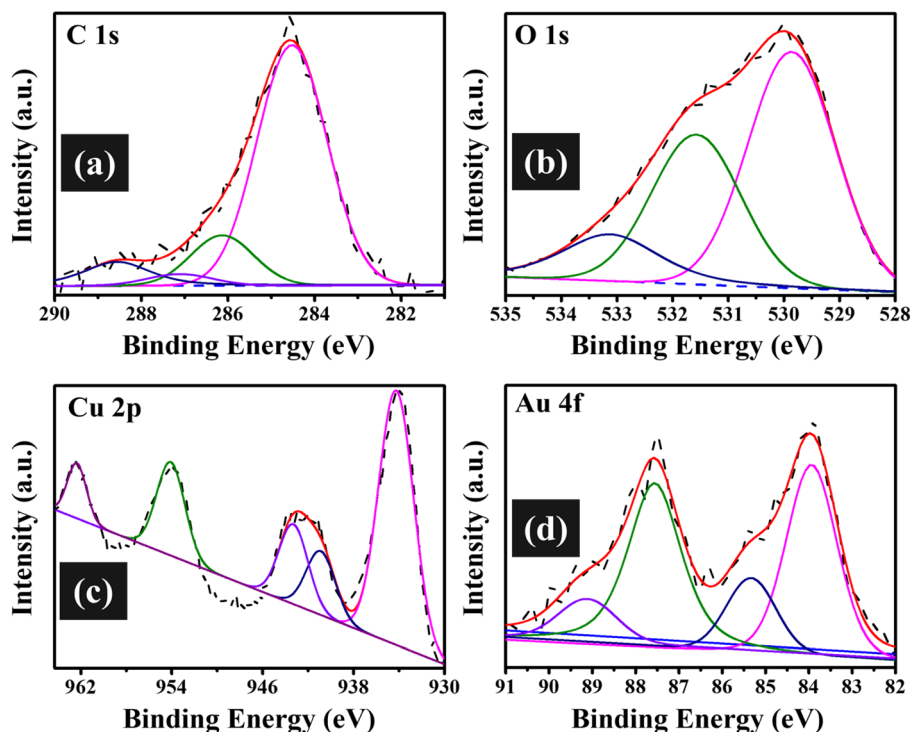 C 1s
(a)
Intensity (a.u.)
290 288 286 284 282
Binding Energy (eV)
O 1s
(b)
Intensity (a.u.)
535 534 533 532 531 530 529 528
Binding Energy (eV)
Cu 2p
(c)
Intensity (a.u.)
962 954 946 938 930
Binding Energy (eV)
Au 4f
(d)
Intensity (a.u.)
91 90 89 88 87 86 85 84 83 82
Binding Energy (eV)